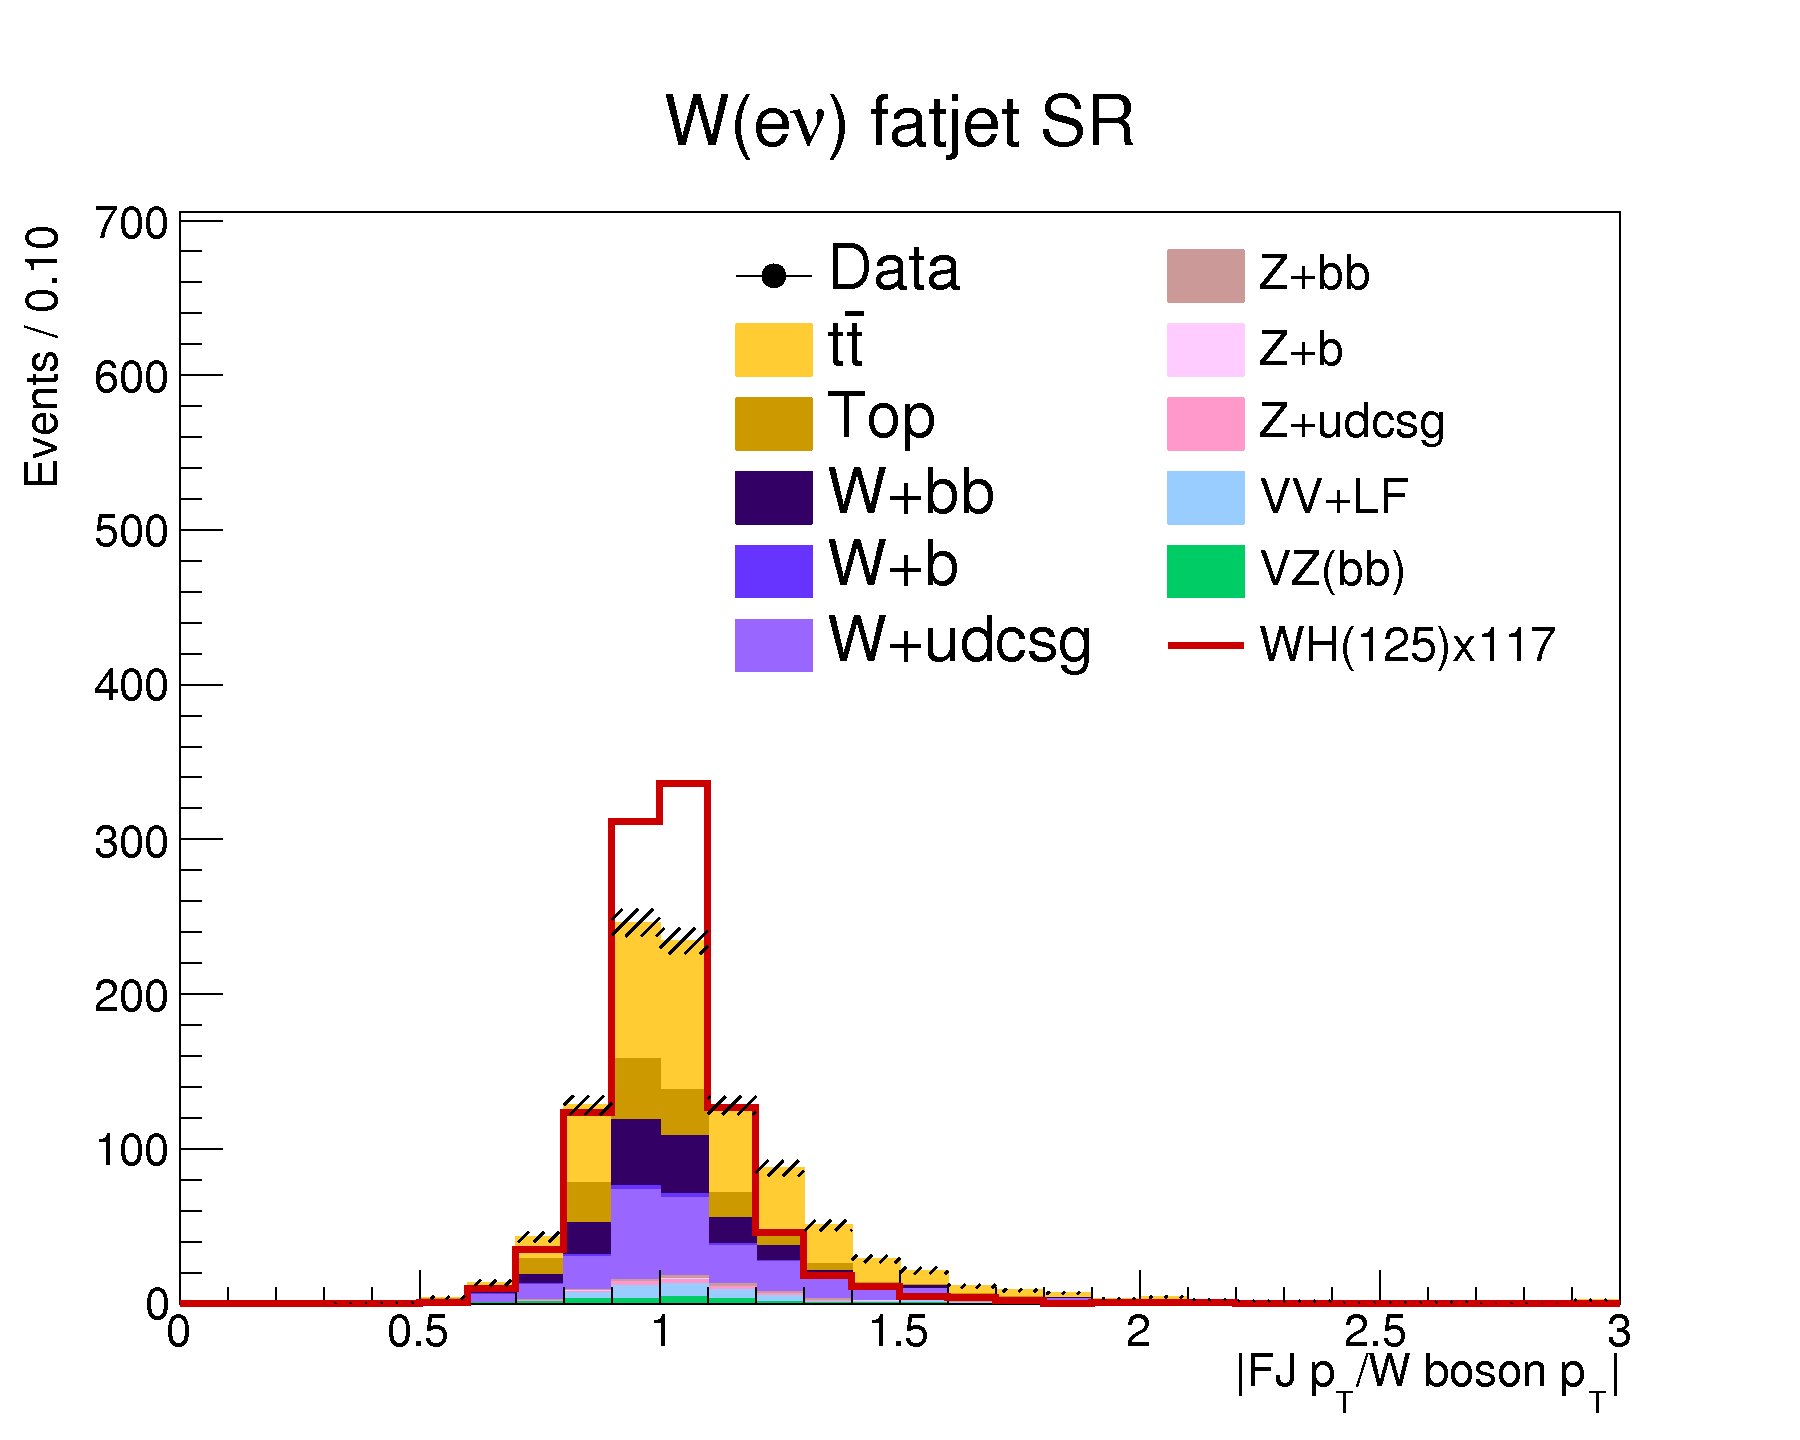 W(eν) fatjet SR
Events / 0.10
700
600
500
400
300
200
100
0
Data
tt̄
Top
W+bb
W+b
W+udcsg
Z+bb
Z+b
Z+udcsg
VV+LF
VZ(bb)
WH(125)x117
0 0.5 1 1.5 2 2.5 3
|FJ p_T/W boson p_T|